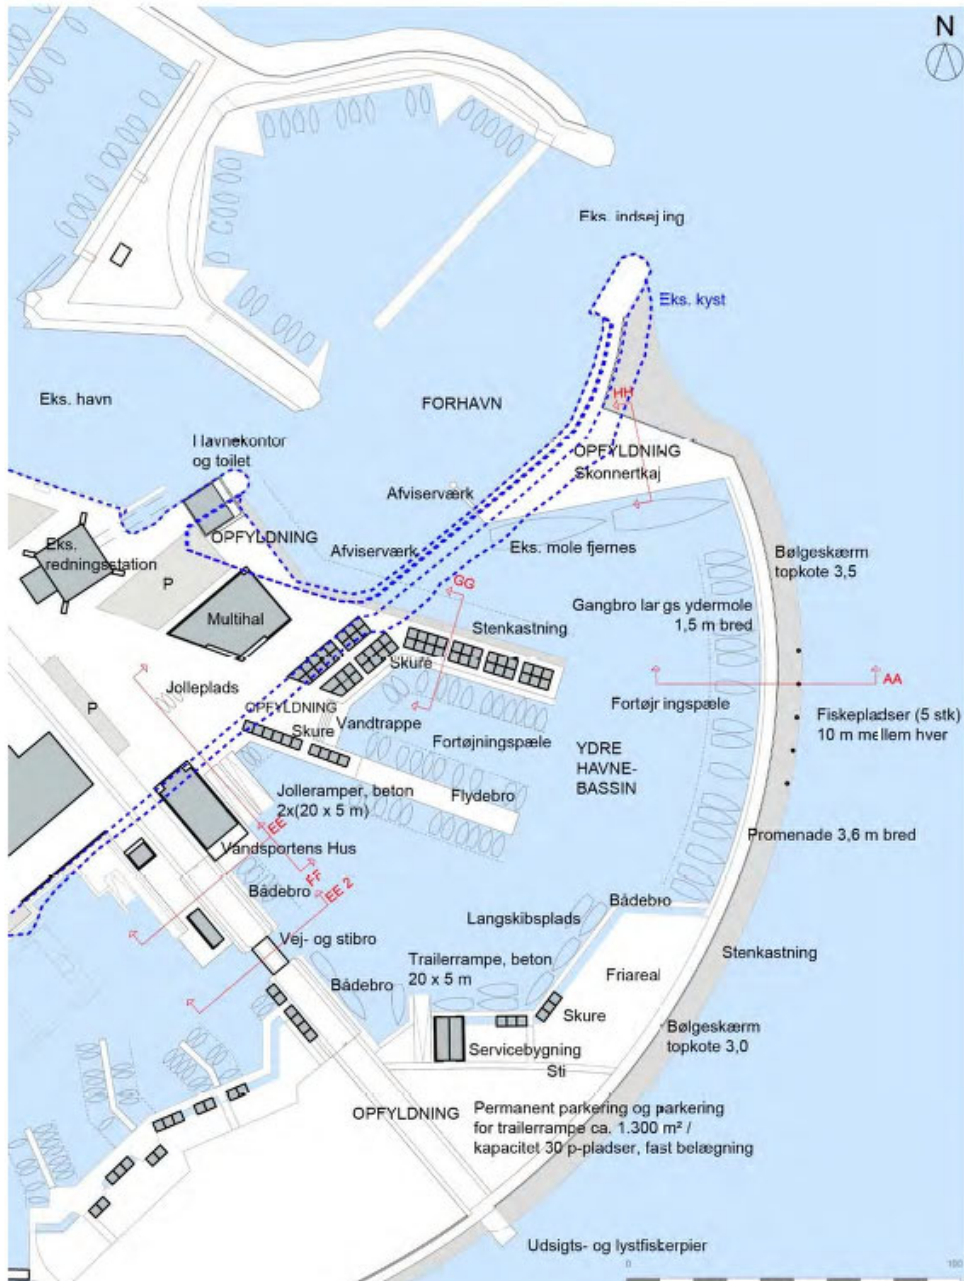 N
Eks. indsejling
Eks. kyst
Eks. havn
FORHAVN
Havnekontor
og toilet
HH
OPFYLDNING
Skonnertkaj
Afviserværk
OPFYLDNING
Afviserværk
Eks. mole fjernes
Eks.
redningsstation
P
GG
Bølgeskærm
topkote 3,5
Multihal
Gangbro langs ydermole
1,5 m bred
Stenkastning
Skure
Jolleplads
AA
P
OPFYLDNING
Skure
Vandtrappe
Fortøjningspæle
Fortøjningspæle
Fiskepladser (5 stk)
10 m mellem hver
YDRE
HAVNE-
BASSIN
Jolleramper, beton
2x(20 x 5 m)
Flydebro
EE
Promenade 3,6 m bred
Vandsportens Hus
FF
EE 2
Bådebro
Bådebro
Langskibsplads
Vej- og stibro
Stenkastning
Trailerrampe, beton
20 x 5 m
Friareal
Bådebro
Skure
Bølgeskærm
topkote 3,0
Servicebygning
Sti
OPFYLDNING
Permanent parkering og parkering
for trailerrampe ca. 1.300 m² /
kapacitet 30 p-pladser, fast belægning
Udsigts- og lystfiskerpier
0
100